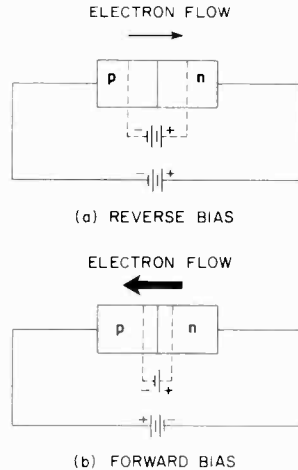 ELECTRON FLOW
p n
- +
- +
(a) REVERSE BIAS
ELECTRON FLOW
p n
- +
+ -
(b) FORWARD BIAS